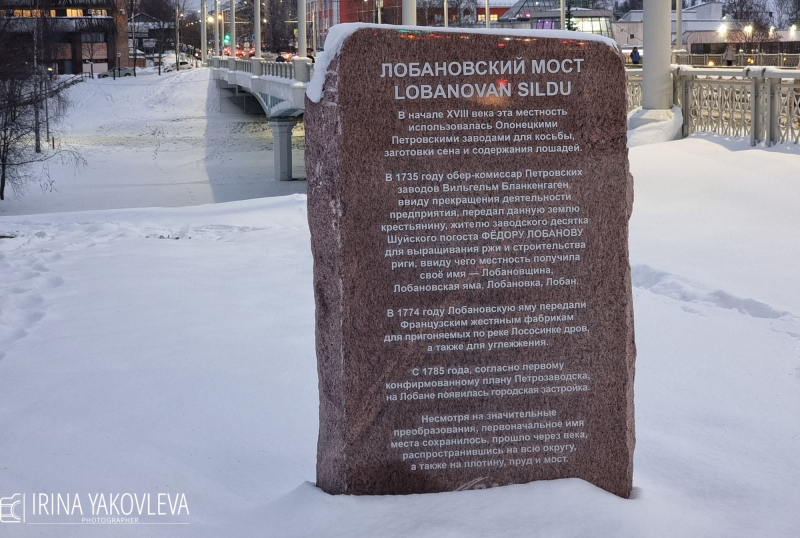 ЛОБАНОВСКИЙ МОСТ
LOBANOVAN SILDU
В начале XVIII века эта местность
использовалась Олонецкими
Петровскими заводами для косьбы,
заготовки сена и содержания лошадей.
В 1735 году обер-комиссар Петровских
заводов Вильгельм Бланкенгаген,
ввиду прекращения деятельности
предприятия, передал данную землю
крестьянину, жителю заводского десятка
Шуйского погоста ФЁДОРУ ЛОБАНОВУ
для выращивания ржи и строительства
риги, ввиду чего местность получила
своё имя — Лобановщина,
Лобановская яма, Лобановка, Лобан.
В 1774 году Лобановскую яму передали
Французским жестяным фабрикам
для пригоняемых по реке Лососинке дров,
а также для углежжения.
С 1785 года, согласно первому
конфирмованному плану Петрозаводска,
на Лобане появилась городская застройка.
Несмотря на значительные
преобразования, первоначальное имя
места сохранилось, прошло через века,
распространившись на всю округу,
а также на плотину, пруд и мост.
IRINA YAKOVLEVA
PHOTOGRAPHER